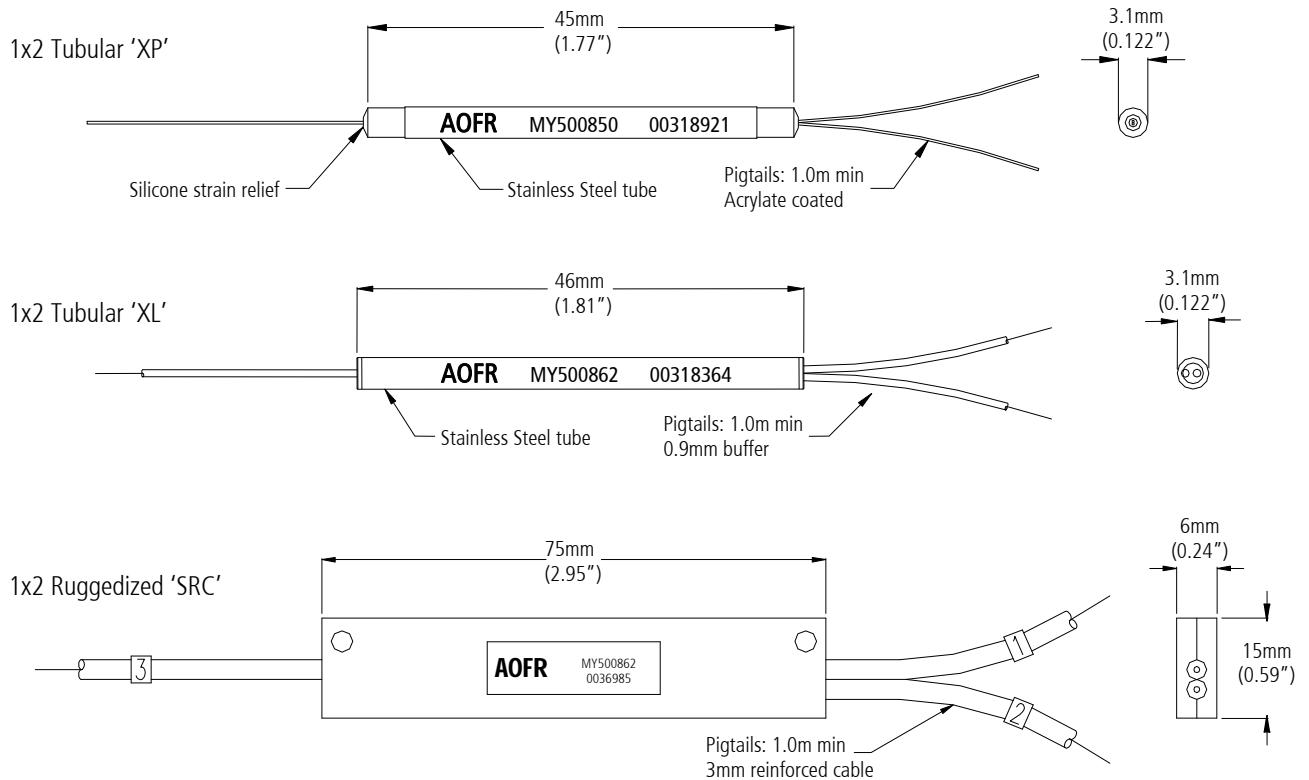 1x2 Tubular ‘XP’
45mm
(1.77”)
3.1mm
(0.122”)
AOFR MY500850 00318921
Silicone strain relief
Stainless Steel tube
Pigtails: 1.0m min
Acrylate coated
1x2 Tubular ‘XL’
46mm
(1.81”)
3.1mm
(0.122”)
AOFR MY500862 00318364
Stainless Steel tube
Pigtails: 1.0m min
0.9mm buffer
1x2 Ruggedized ‘SRC’
75mm
(2.95”)
6mm
(0.24”)
3
AOFR MY500862
0036985
1
2
15mm
(0.59”)
Pigtails: 1.0m min
3mm reinforced cable